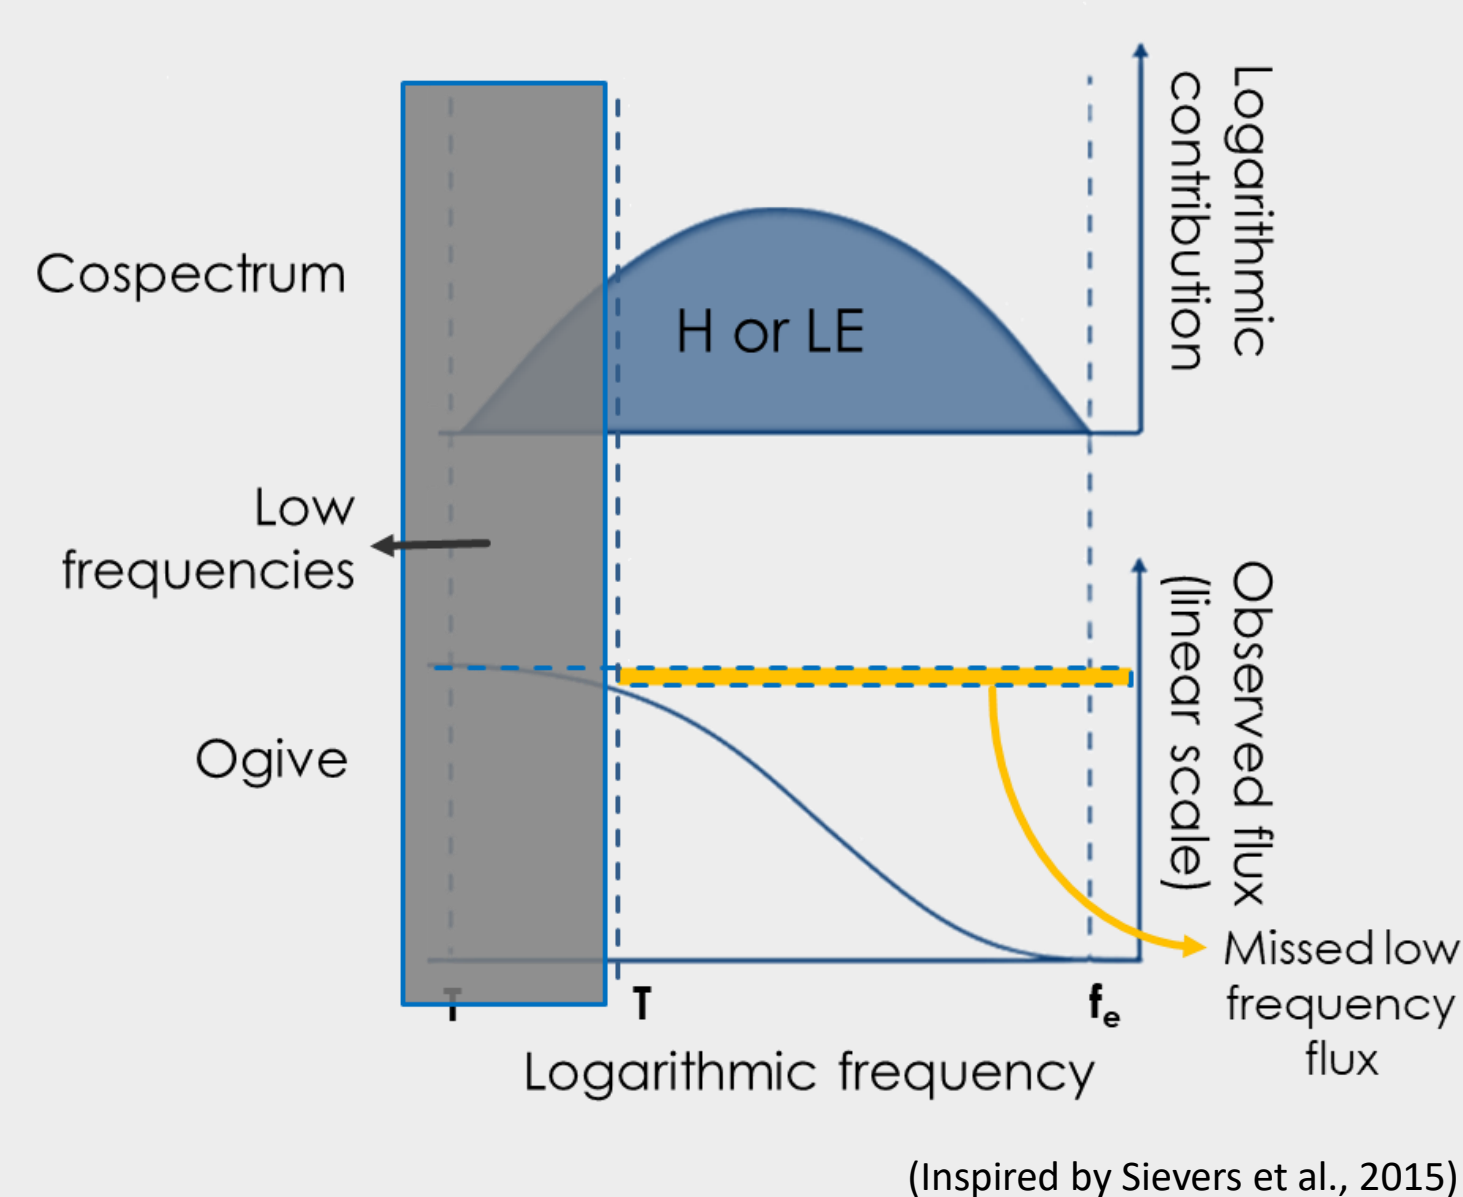 Logarithmic
contribution
Cospectrum
H or LE
Low
frequencies
Observed flux
(linear scale)
Ogive
Missed low
frequency
flux
T
T
fₑ
Logarithmic frequency
(Inspired by Sievers et al., 2015)